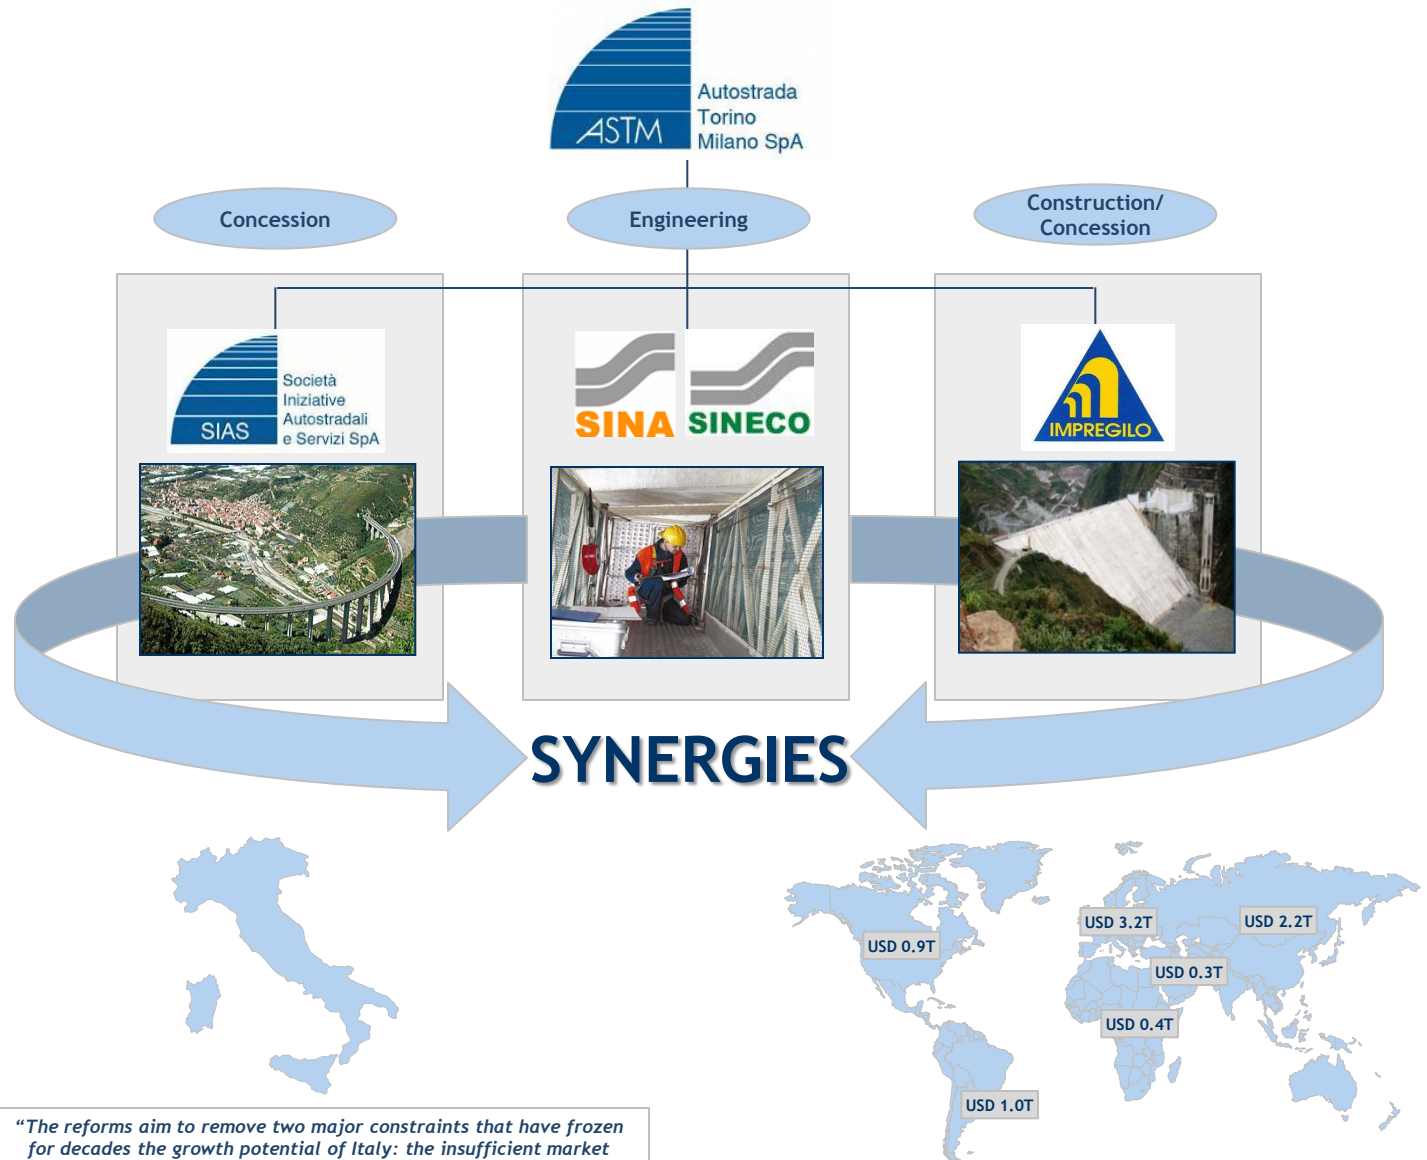 ASTM
Autostrada
Torino
Milano SpA
Concession
Engineering
Construction/
Concession
SIAS
Società
Iniziative
Autostradali
e Servizi SpA
SINA
SINECO
IMPREGILO
SYNERGIES
USD 0.9T
USD 3.2T
USD 2.2T
USD 0.3T
USD 0.4T
USD 1.0T
“The reforms aim to remove two major constraints that have frozen
for decades the growth potential of Italy: the insufficient market